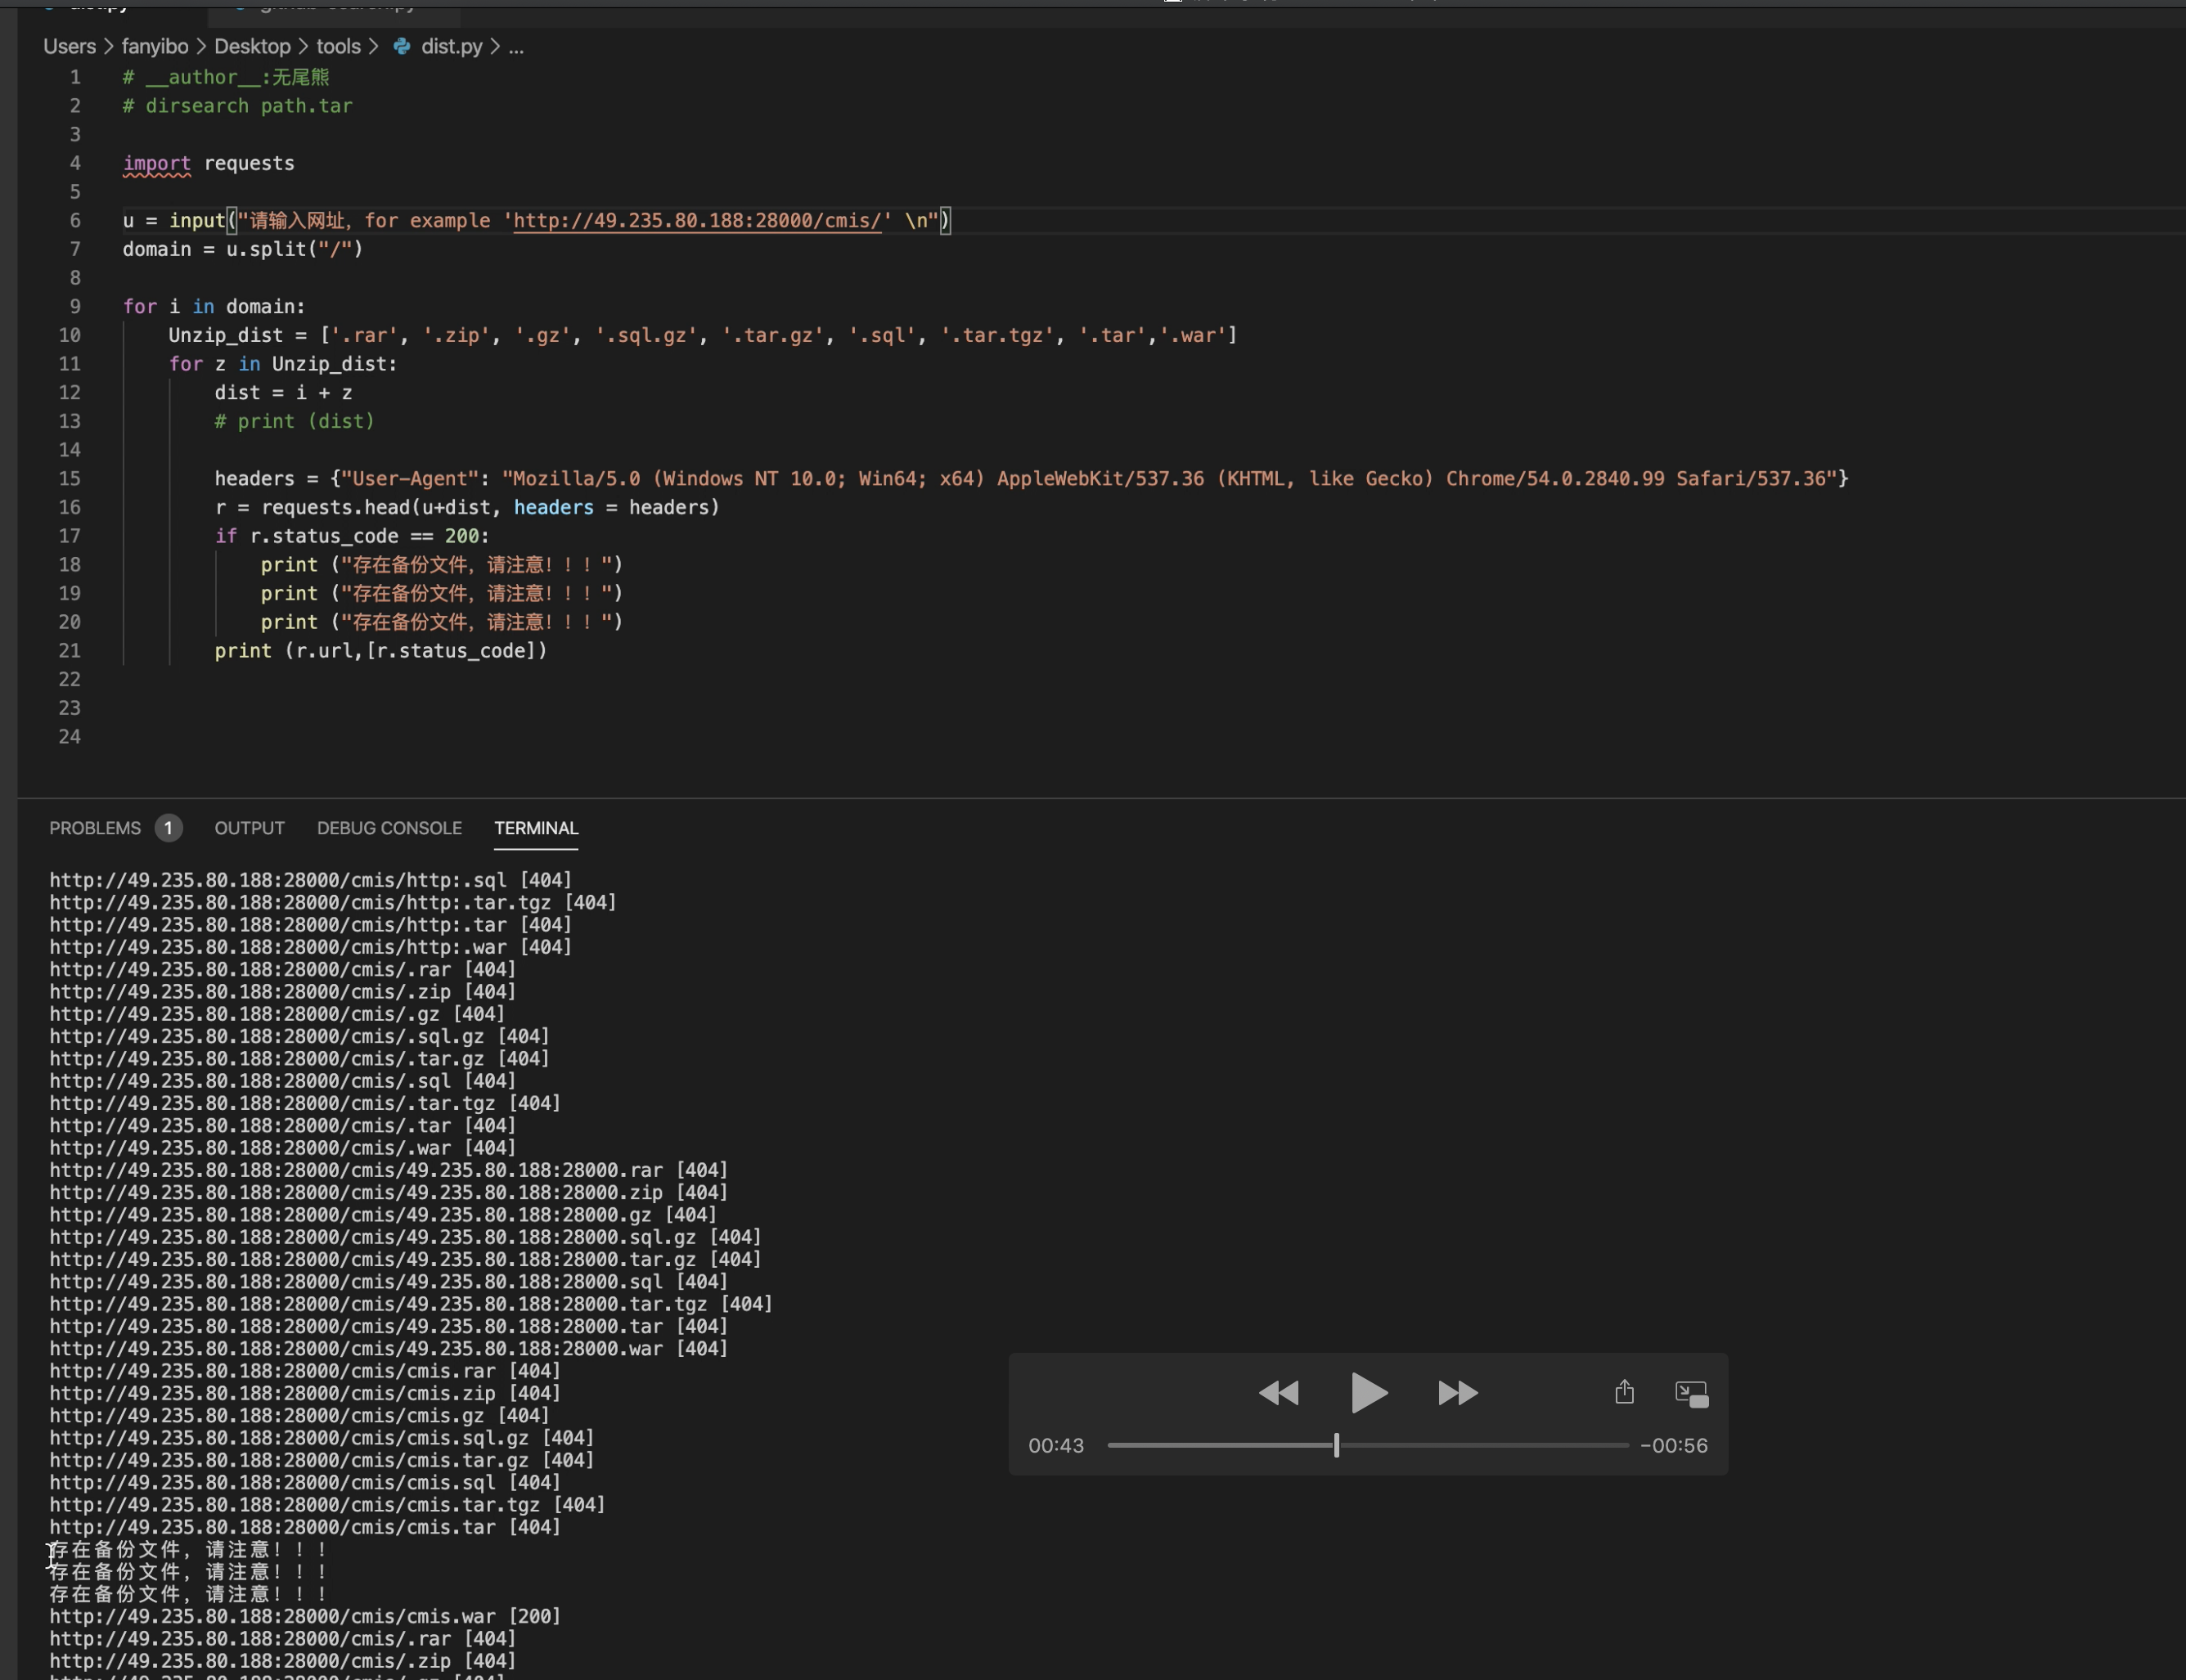 Users > fanyibo > Desktop > tools > dist.py > ...
1 # __author__:无尾熊
2 # dirsearch path.tar
3
4 import requests
5
6 u = input("请输入网址, for example 'http://49.235.80.188:28000/cmis/' \n")
7 domain = u.split("/")
8
9 for i in domain:
10 Unzip_dist = ['.rar', '.zip', '.gz', '.sql.gz', '.tar.gz', '.sql', '.tar.tgz', '.tar','.war']
11 for z in Unzip_dist:
12 dist = i + z
13 # print (dist)
14
15 headers = {"User-Agent": "Mozilla/5.0 (Windows NT 10.0; Win64; x64) AppleWebKit/537.36 (KHTML, like Gecko) Chrome/54.0.2840.99 Safari/537.36"}
16 r = requests.head(u+dist, headers = headers)
17 if r.status_code == 200:
18 print ("存在备份文件, 请注意！！！")
19 print ("存在备份文件, 请注意！！！")
20 print ("存在备份文件, 请注意！！！")
21 print (r.url,[r.status_code])
22
23
24
PROBLEMS 1 OUTPUT DEBUG CONSOLE TERMINAL
http://49.235.80.188:28000/cmis/http:.sql [404]
http://49.235.80.188:28000/cmis/http:.tar.tgz [404]
http://49.235.80.188:28000/cmis/http:.tar [404]
http://49.235.80.188:28000/cmis/http:.war [404]
http://49.235.80.188:28000/cmis/.rar [404]
http://49.235.80.188:28000/cmis/.zip [404]
http://49.235.80.188:28000/cmis/.gz [404]
http://49.235.80.188:28000/cmis/.sql.gz [404]
http://49.235.80.188:28000/cmis/.tar.gz [404]
http://49.235.80.188:28000/cmis/.sql [404]
http://49.235.80.188:28000/cmis/.tar.tgz [404]
http://49.235.80.188:28000/cmis/.tar [404]
http://49.235.80.188:28000/cmis/.war [404]
http://49.235.80.188:28000/cmis/49.235.80.188:28000.rar [404]
http://49.235.80.188:28000/cmis/49.235.80.188:28000.zip [404]
http://49.235.80.188:28000/cmis/49.235.80.188:28000.gz [404]
http://49.235.80.188:28000/cmis/49.235.80.188:28000.sql.gz [404]
http://49.235.80.188:28000/cmis/49.235.80.188:28000.tar.gz [404]
http://49.235.80.188:28000/cmis/49.235.80.188:28000.sql [404]
http://49.235.80.188:28000/cmis/49.235.80.188:28000.tar.tgz [404]
http://49.235.80.188:28000/cmis/49.235.80.188:28000.tar [404]
http://49.235.80.188:28000/cmis/49.235.80.188:28000.war [404]
http://49.235.80.188:28000/cmis/cmis.rar [404]
http://49.235.80.188:28000/cmis/cmis.zip [404]
http://49.235.80.188:28000/cmis/cmis.gz [404]
http://49.235.80.188:28000/cmis/cmis.sql.gz [404]
http://49.235.80.188:28000/cmis/cmis.tar.gz [404]
http://49.235.80.188:28000/cmis/cmis.sql [404]
http://49.235.80.188:28000/cmis/cmis.tar.tgz [404]
http://49.235.80.188:28000/cmis/cmis.tar [404]
存在备份文件, 请注意！！！
存在备份文件, 请注意！！！
存在备份文件, 请注意！！！
http://49.235.80.188:28000/cmis/cmis.war [200]
http://49.235.80.188:28000/cmis/.rar [404]
http://49.235.80.188:28000/cmis/.zip [404]
00:43 -00:56